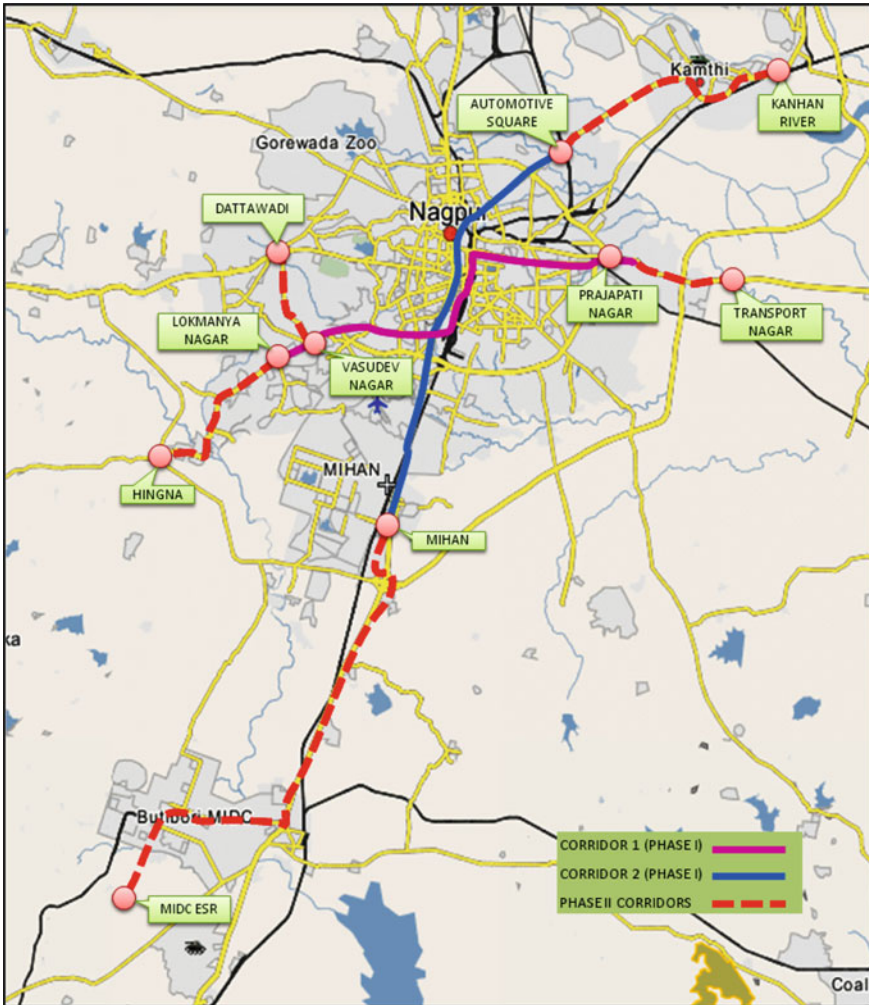 Kamthi
AUTOMOTIVE
SQUARE
KANHAN
RIVER
Gorewada Zoo
DATTAWADI
Nagpur
PRAJAPATI
NAGAR
TRANSPORT
NAGAR
LOKMANYA
NAGAR
VASUDEV
NAGAR
MIHAN
HINGNA
MIHAN
ka
Butibori MIDC
CORRIDOR 1 (PHASE I)
CORRIDOR 2 (PHASE I)
PHASE II CORRIDORS
MIDC ESR
Coal